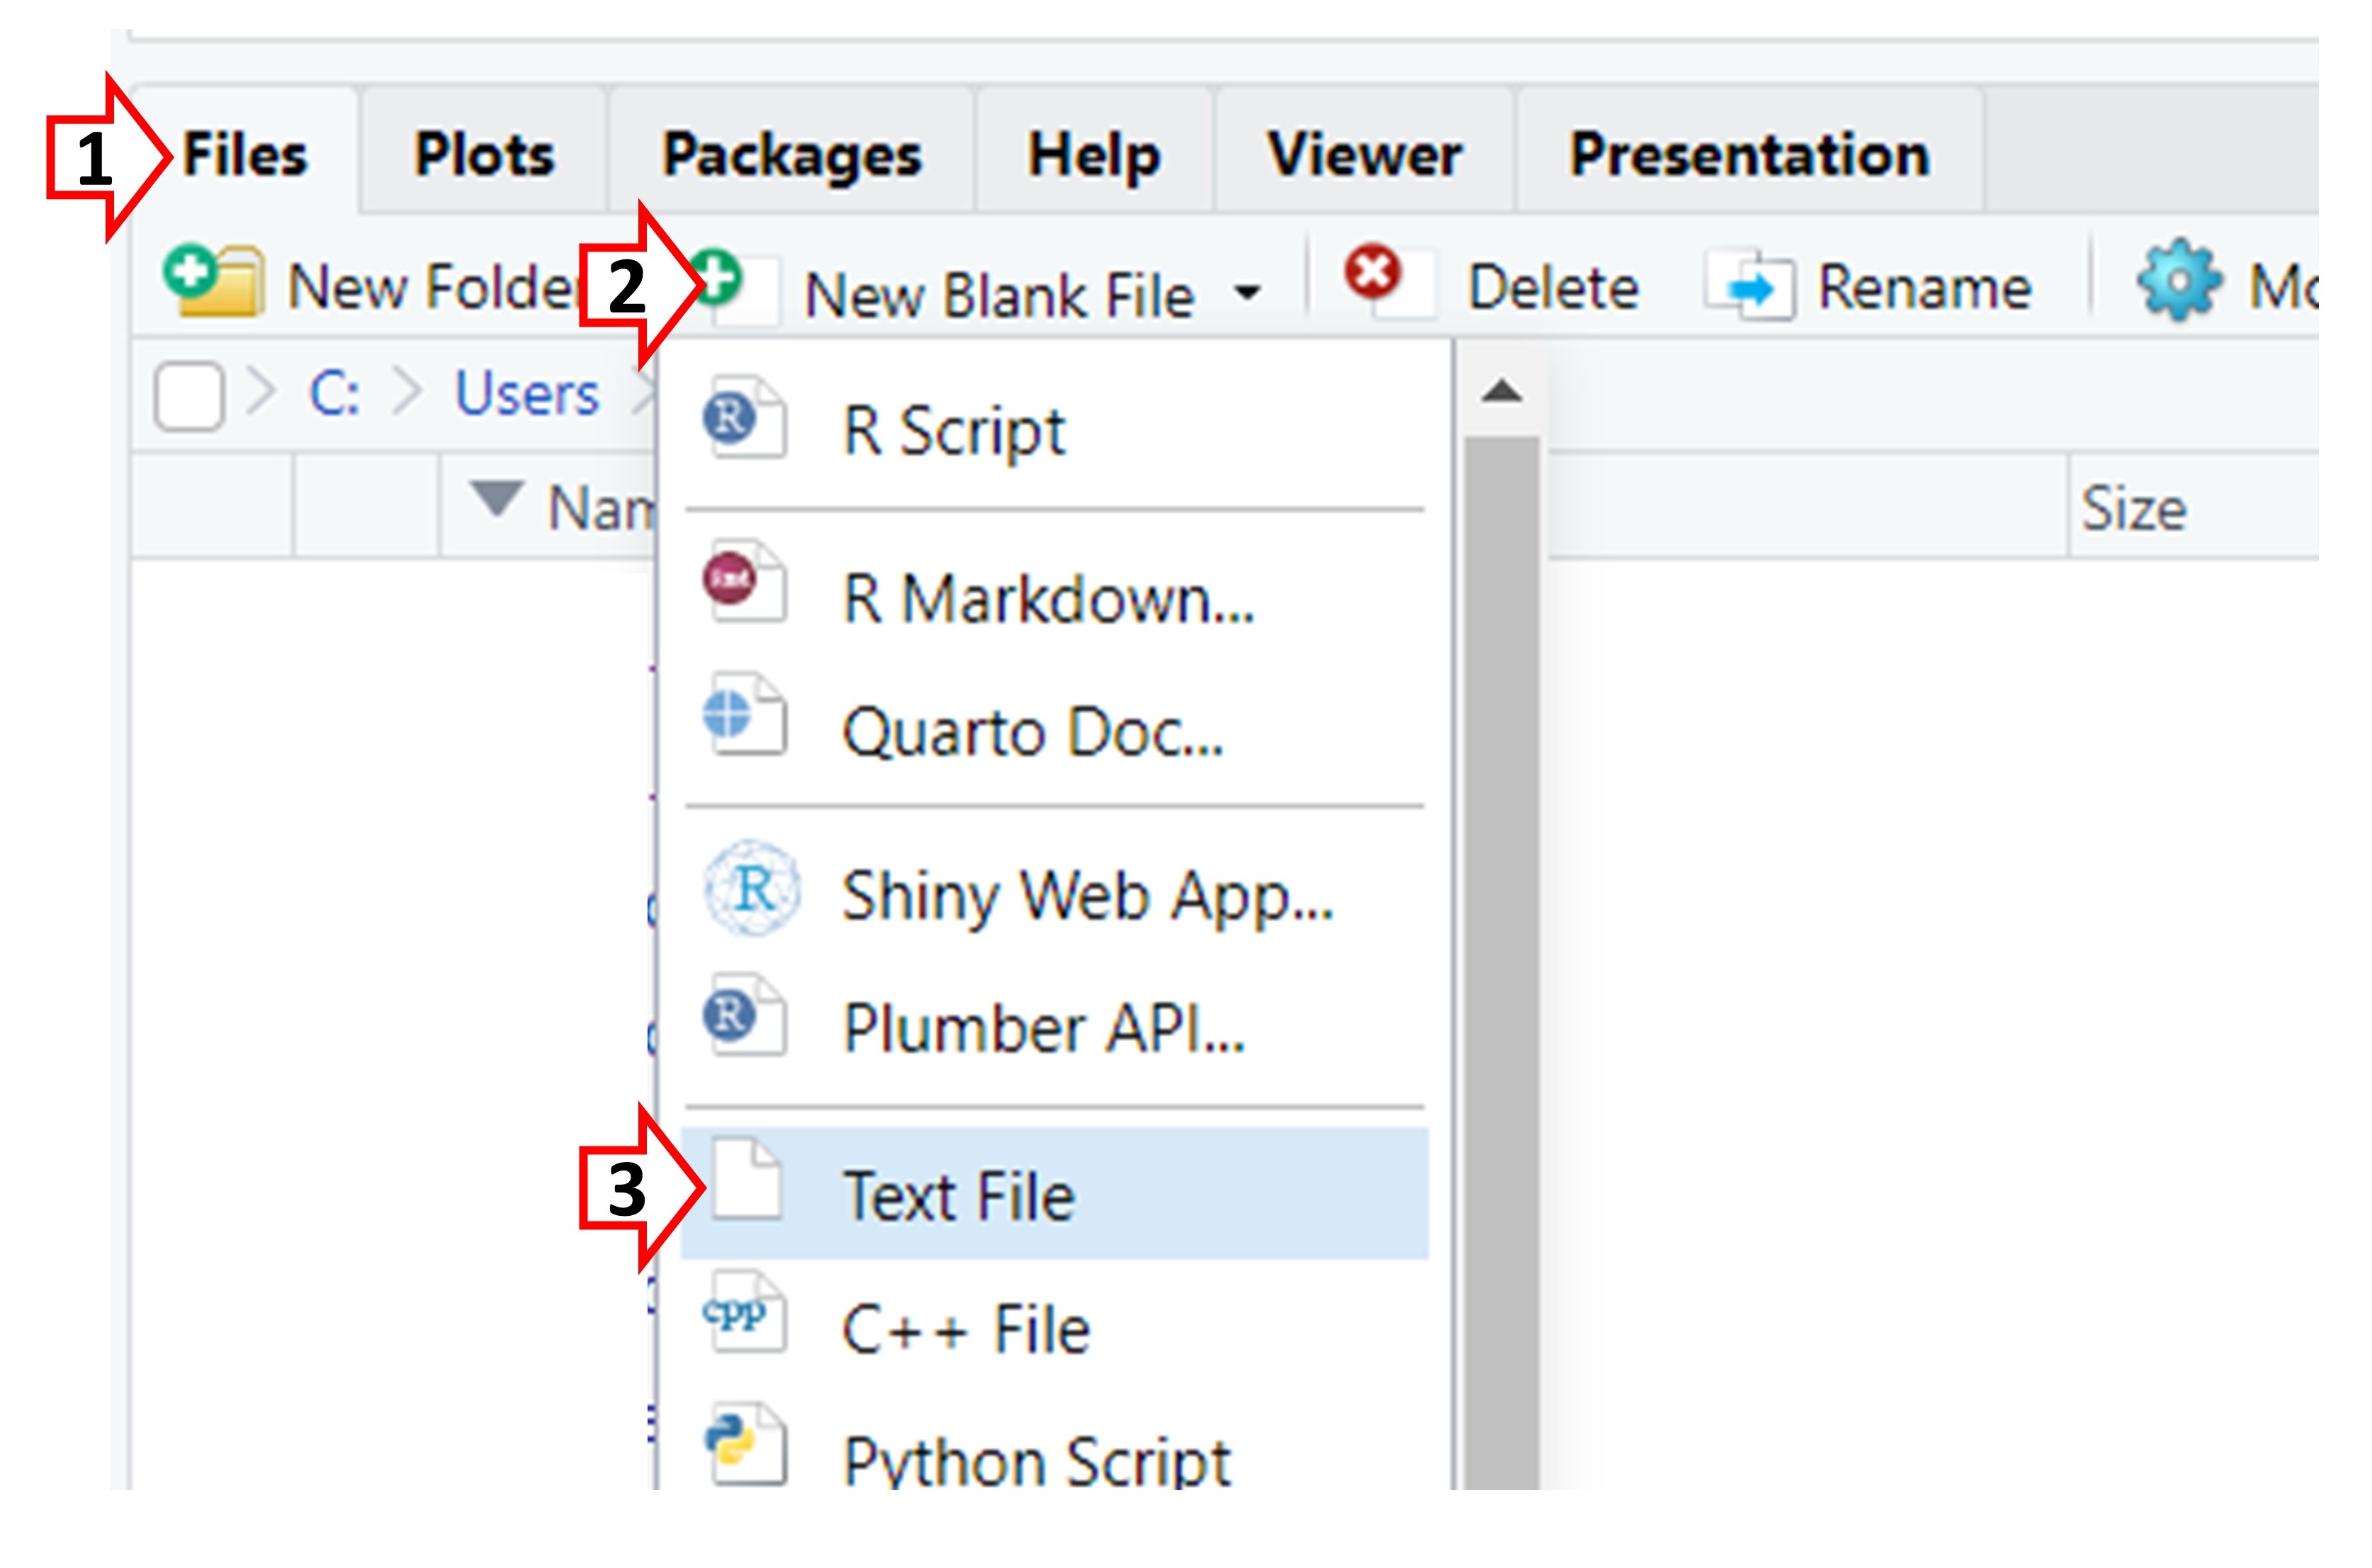 1 Files Plots Packages Help Viewer Presentation
New Folde 2 New Blank File Delete Rename Mo
C: Users
Nam Size
R Script
R Markdown...
Quarto Doc...
R Shiny Web App...
R Plumber API...
3 Text File
cpp C++ File
Python Script